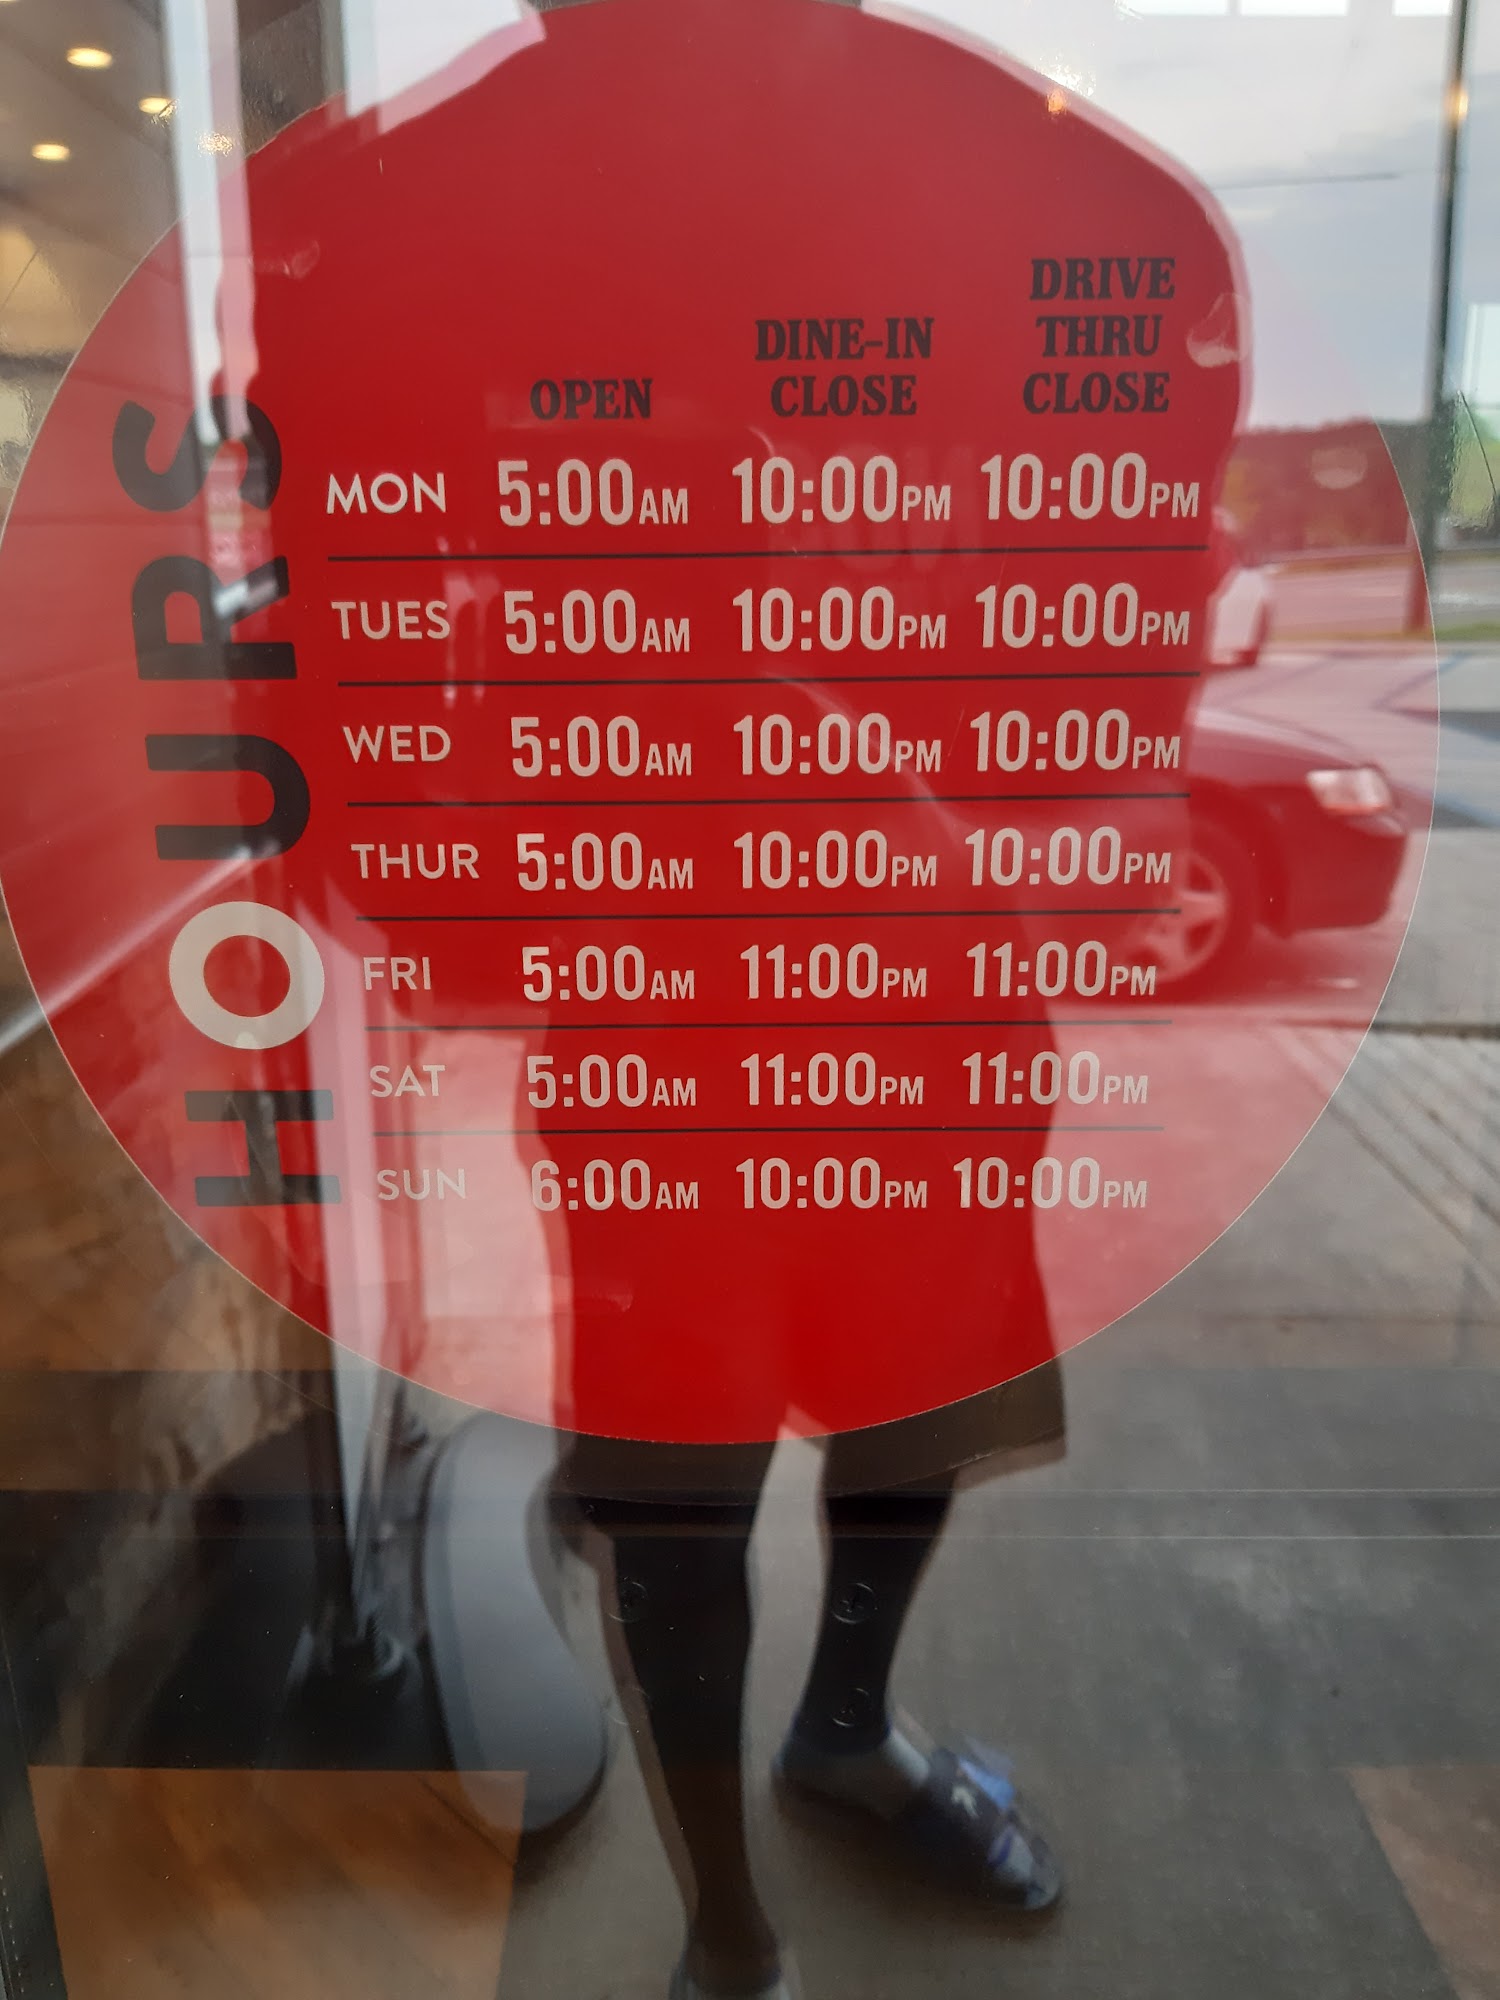 HOURS
OPEN DINE-IN CLOSE DRIVE THRU CLOSE
MON 5:00AM 10:00PM 10:00PM
TUES 5:00AM 10:00PM 10:00PM
WED 5:00AM 10:00PM 10:00PM
THUR 5:00AM 10:00PM 10:00PM
FRI 5:00AM 11:00PM 11:00PM
SAT 5:00AM 11:00PM 11:00PM
SUN 6:00AM 10:00PM 10:00PM